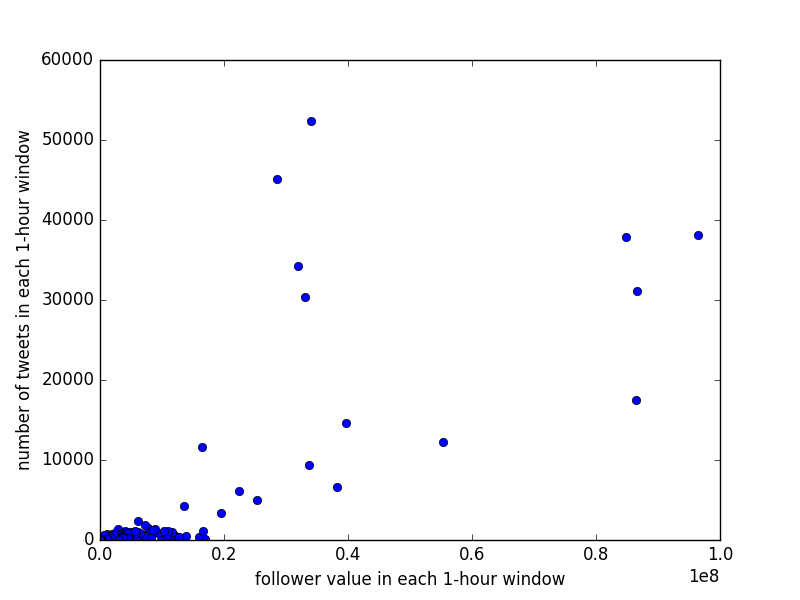 60000
50000
40000
30000
20000
10000
0
number of tweets in each 1-hour window
0.0 0.2 0.4 0.6 0.8 1.0
1e8
follower value in each 1-hour window